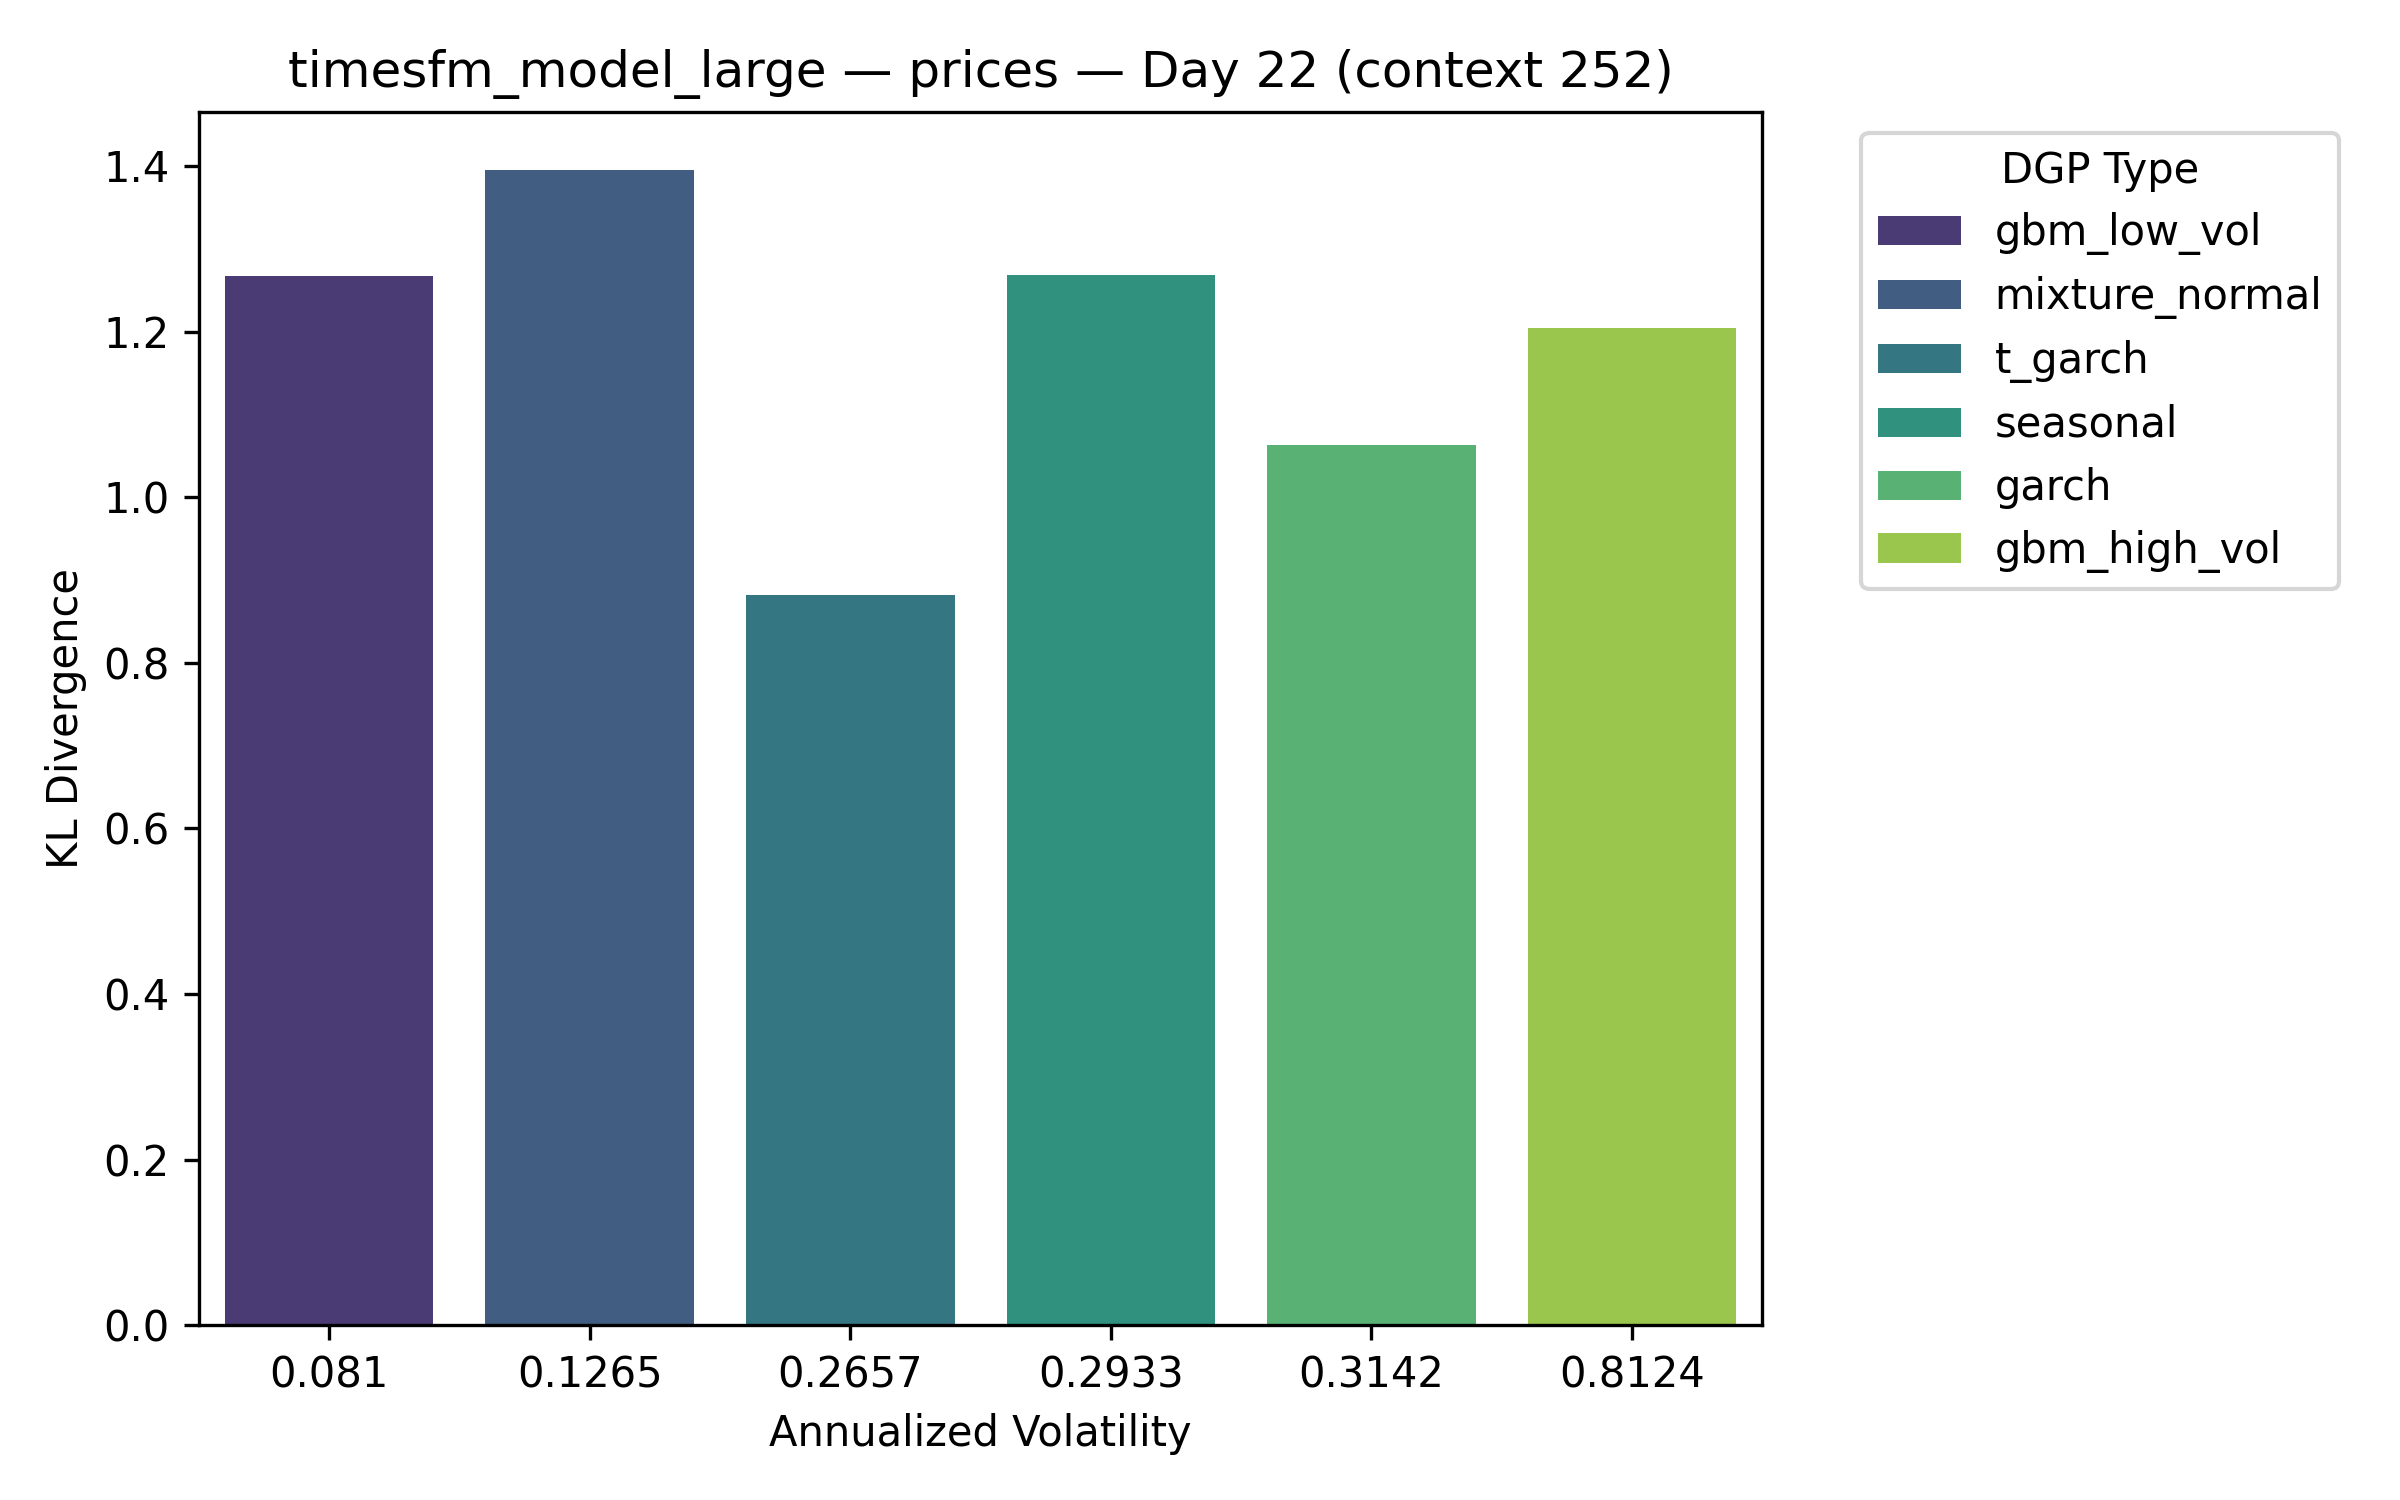 timesfm_model_large — prices — Day 22 (context 252)
KL Divergence
1.4
1.2
1.0
0.8
0.6
0.4
0.2
0.0
0.081 0.1265 0.2657 0.2933 0.3142 0.8124
Annualized Volatility
DGP Type
gbm_low_vol
mixture_normal
t_garch
seasonal
garch
gbm_high_vol